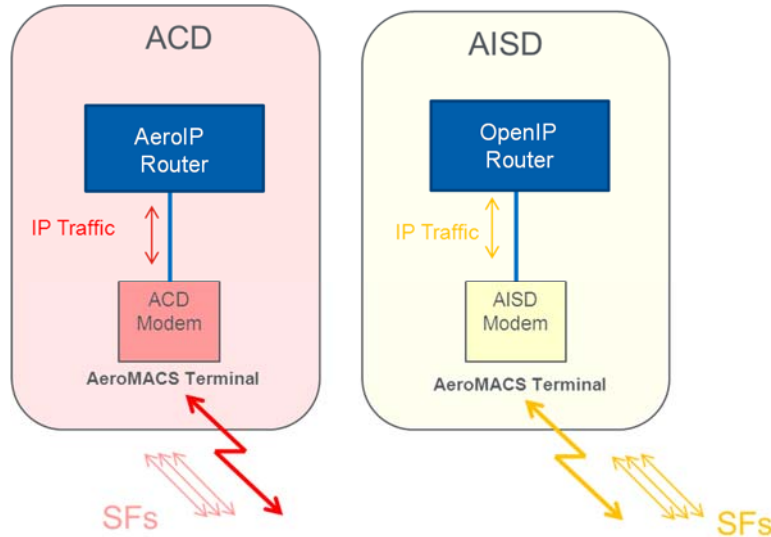 ACD
AeroIP
Router
IP Traffic
ACD
Modem
AeroMACS Terminal
SFs
AISD
OpenIP
Router
IP Traffic
AISD
Modem
AeroMACS Terminal
SFs